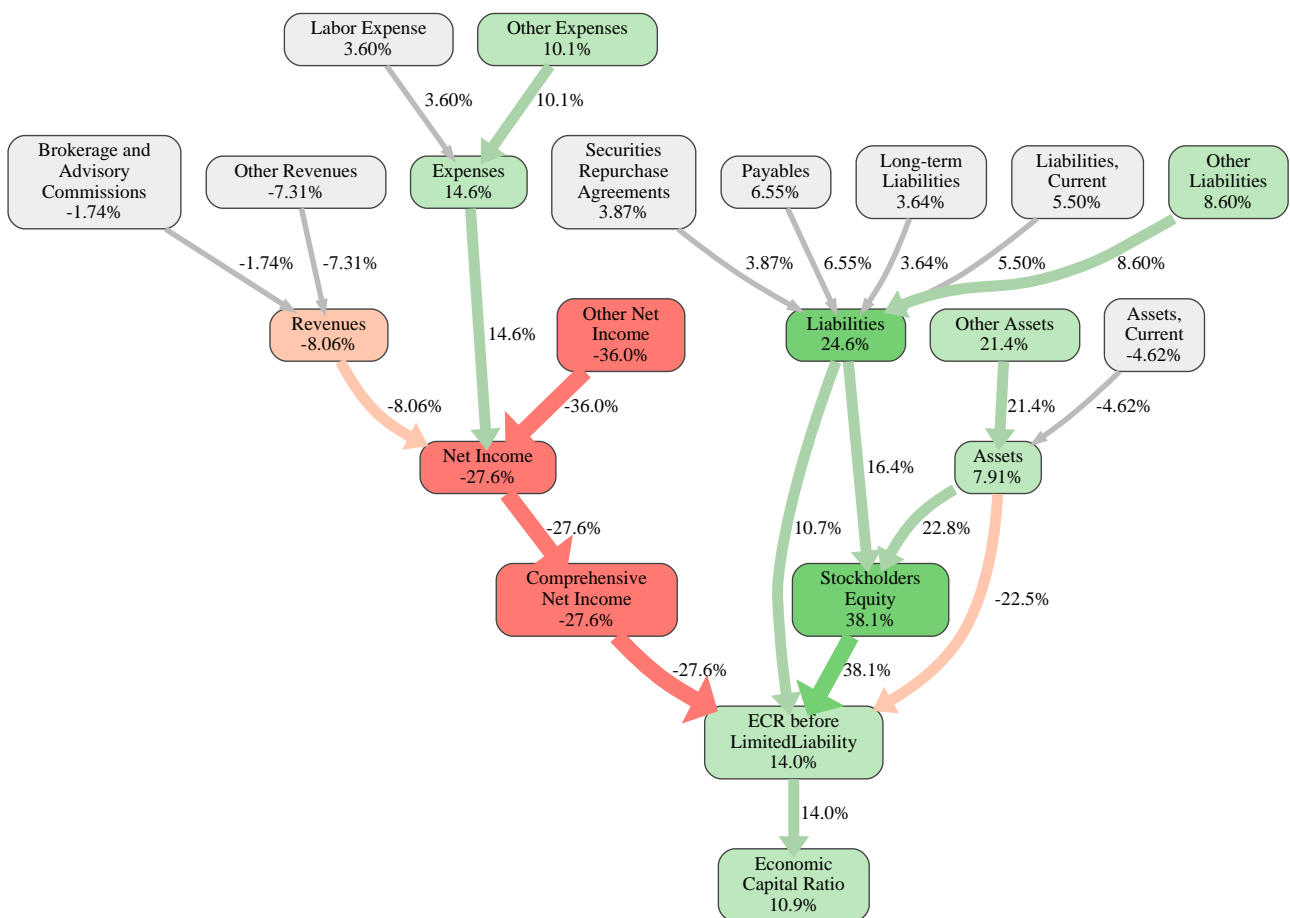 Labor Expense
3.60%
Other Expenses
10.1%
3.60%
10.1%
Brokerage and
Advisory
Commissions
-1.74%
Other Revenues
-7.31%
Expenses
14.6%
Securities
Repurchase
Agreements
3.87%
Payables
6.55%
Long-term
Liabilities
3.64%
Liabilities,
Current
5.50%
Other
Liabilities
8.60%
-1.74%
-7.31%
3.87%
6.55%
3.64%
5.50%
8.60%
Revenues
-8.06%
14.6%
Other Net
Income
-36.0%
Liabilities
24.6%
Other Assets
21.4%
Assets,
Current
-4.62%
-8.06%
-36.0%
21.4%
-4.62%
Net Income
-27.6%
16.4%
Assets
7.91%
-27.6%
10.7%
22.8%
Comprehensive
Net Income
-27.6%
Stockholders
Equity
38.1%
-22.5%
-27.6%
38.1%
ECR before
LimitedLiability
14.0%
14.0%
Economic
Capital Ratio
10.9%